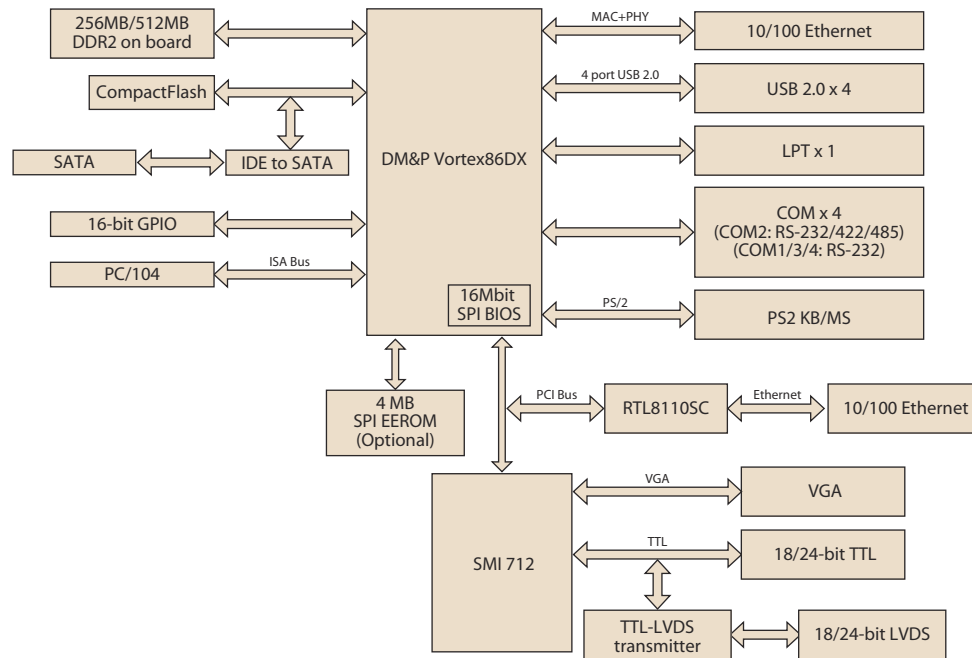 256MB/512MB
DDR2 on board
MAC+PHY
10/100 Ethernet
CompactFlash
4 port USB 2.0
USB 2.0 x 4
SATA
IDE to SATA
DM&P Vortex86DX
LPT x 1
16-bit GPIO
COM x 4
(COM2: RS-232/422/485)
(COM1/3/4: RS-232)
PC/104
ISA Bus
16Mbit
SPI BIOS
PS/2
PS2 KB/MS
4 MB
SPI EEROM
(Optional)
PCI Bus
RTL8110SC
Ethernet
10/100 Ethernet
SMI 712
VGA
VGA
TTL
18/24-bit TTL
TTL-LVDS
transmitter
18/24-bit LVDS